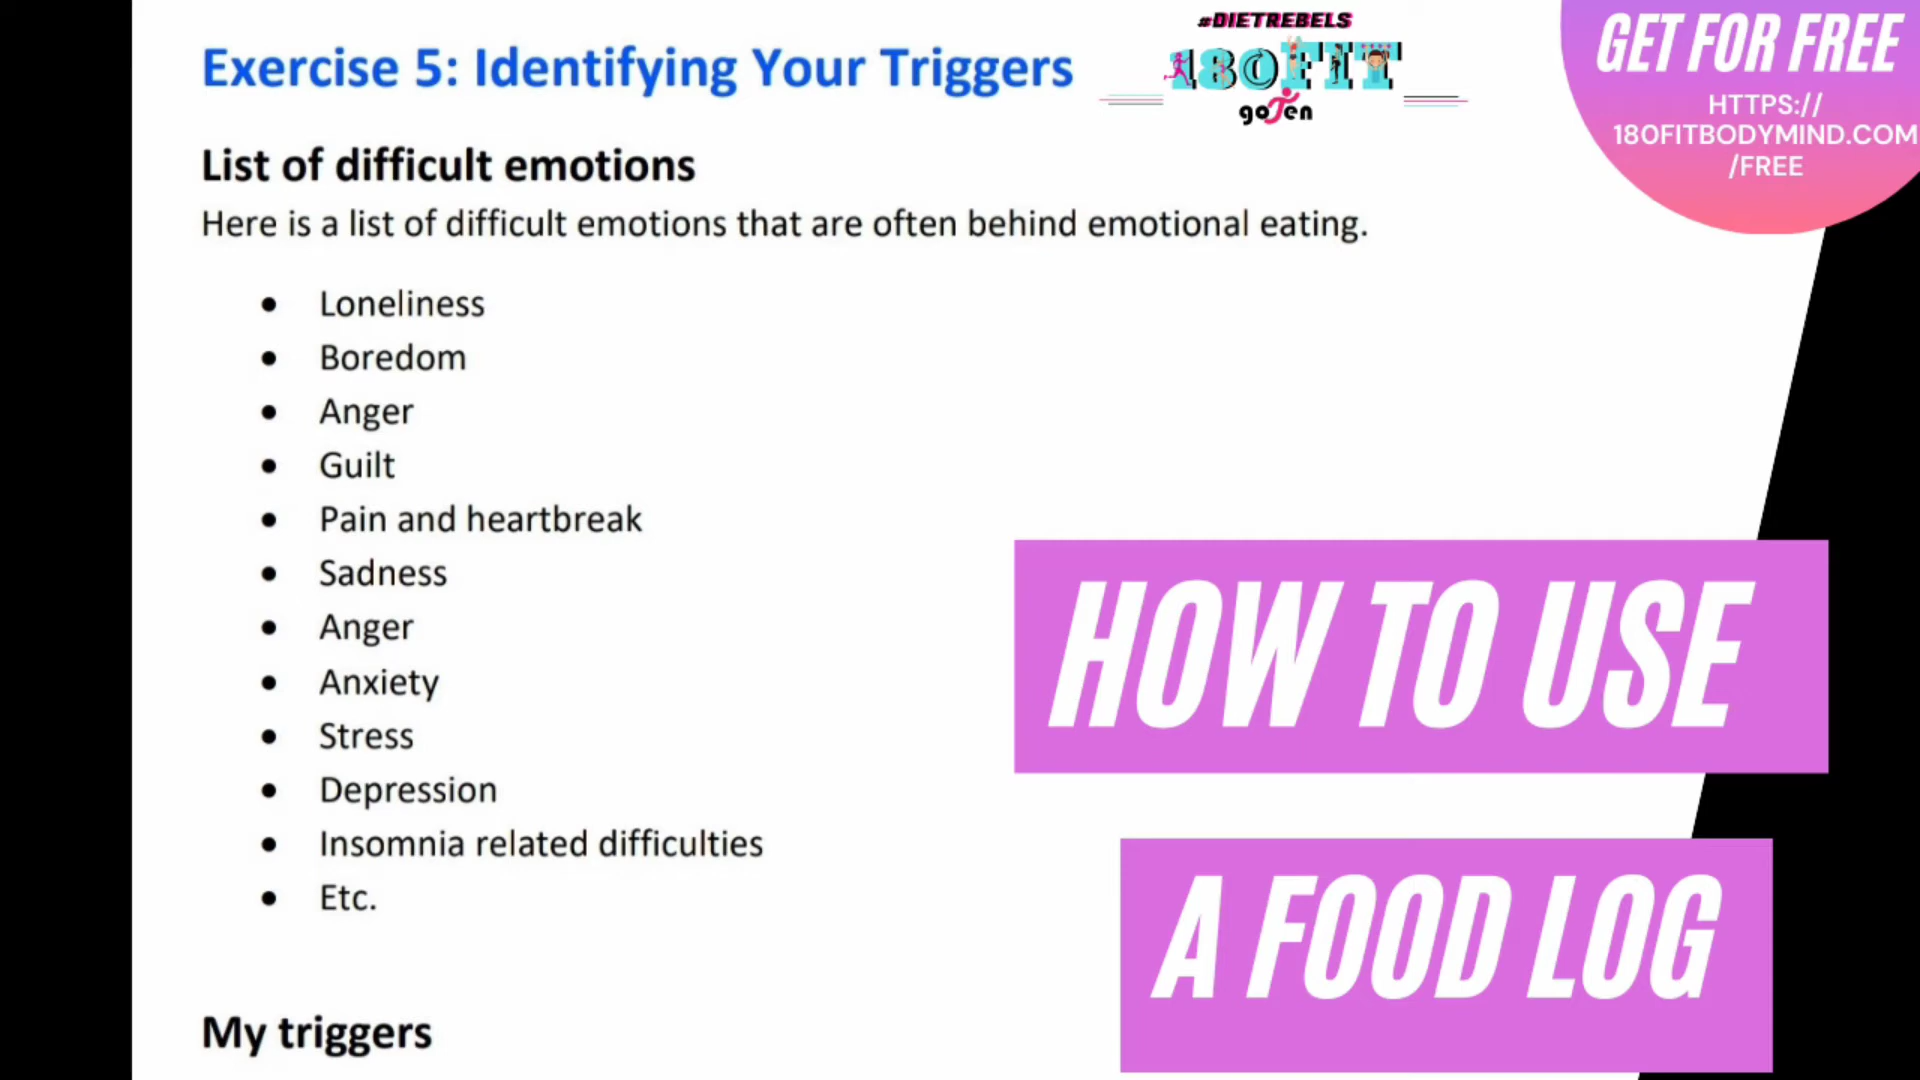 Exercise 5: Identifying Your Triggers
#DIETREBELS
180FIT
goTen
GET FOR FREE
HTTPS://
180FITBODYMIND.COM
/FREE
List of difficult emotions
Here is a list of difficult emotions that are often behind emotional eating.
• Loneliness
• Boredom
• Anger
• Guilt
• Pain and heartbreak
• Sadness
• Anger
• Anxiety
• Stress
• Depression
• Insomnia related difficulties
• Etc.
HOW TO USE
A FOOD LOG
My triggers